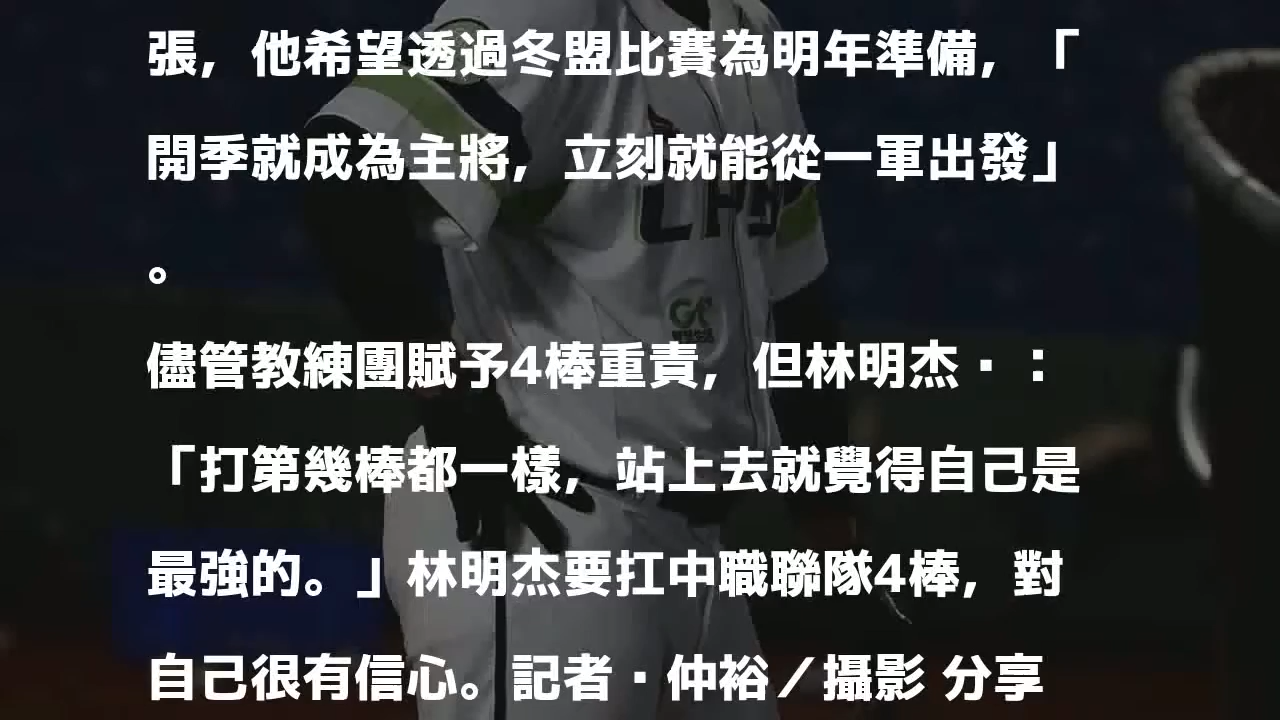 張，他希望透過冬盟比賽為明年準備，「
開季就成為主將，立刻就能從一軍出發」
。
儘管教練團賦予4棒重責，但林明杰▪：
「打第幾棒都一樣，站上去就覺得自己是
最強的。」林明杰要扛中職聯隊4棒，對
自己很有信心。記者▪仲裕／攝影 分享
CPB